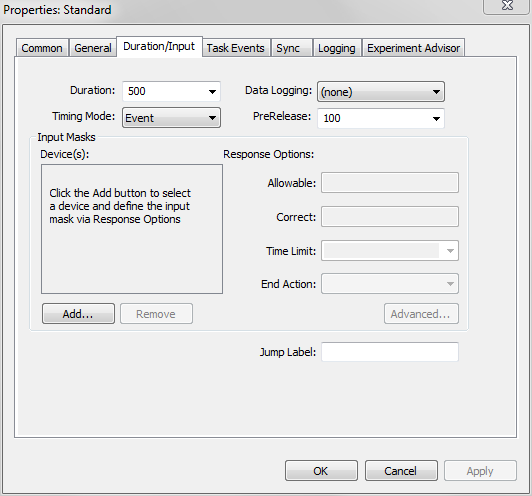 Properties: Standard
Common General Duration/Input Task Events Sync Logging Experiment Advisor
Duration: 500 Data Logging: (none)
Timing Mode: Event PreRelease: 100
Input Masks
Device(s): Response Options:
Click the Add button to select
a device and define the input
mask via Response Options
Allowable:
Correct:
Time Limit:
End Action:
Add... Remove Advanced...
Jump Label:
OK Cancel Apply